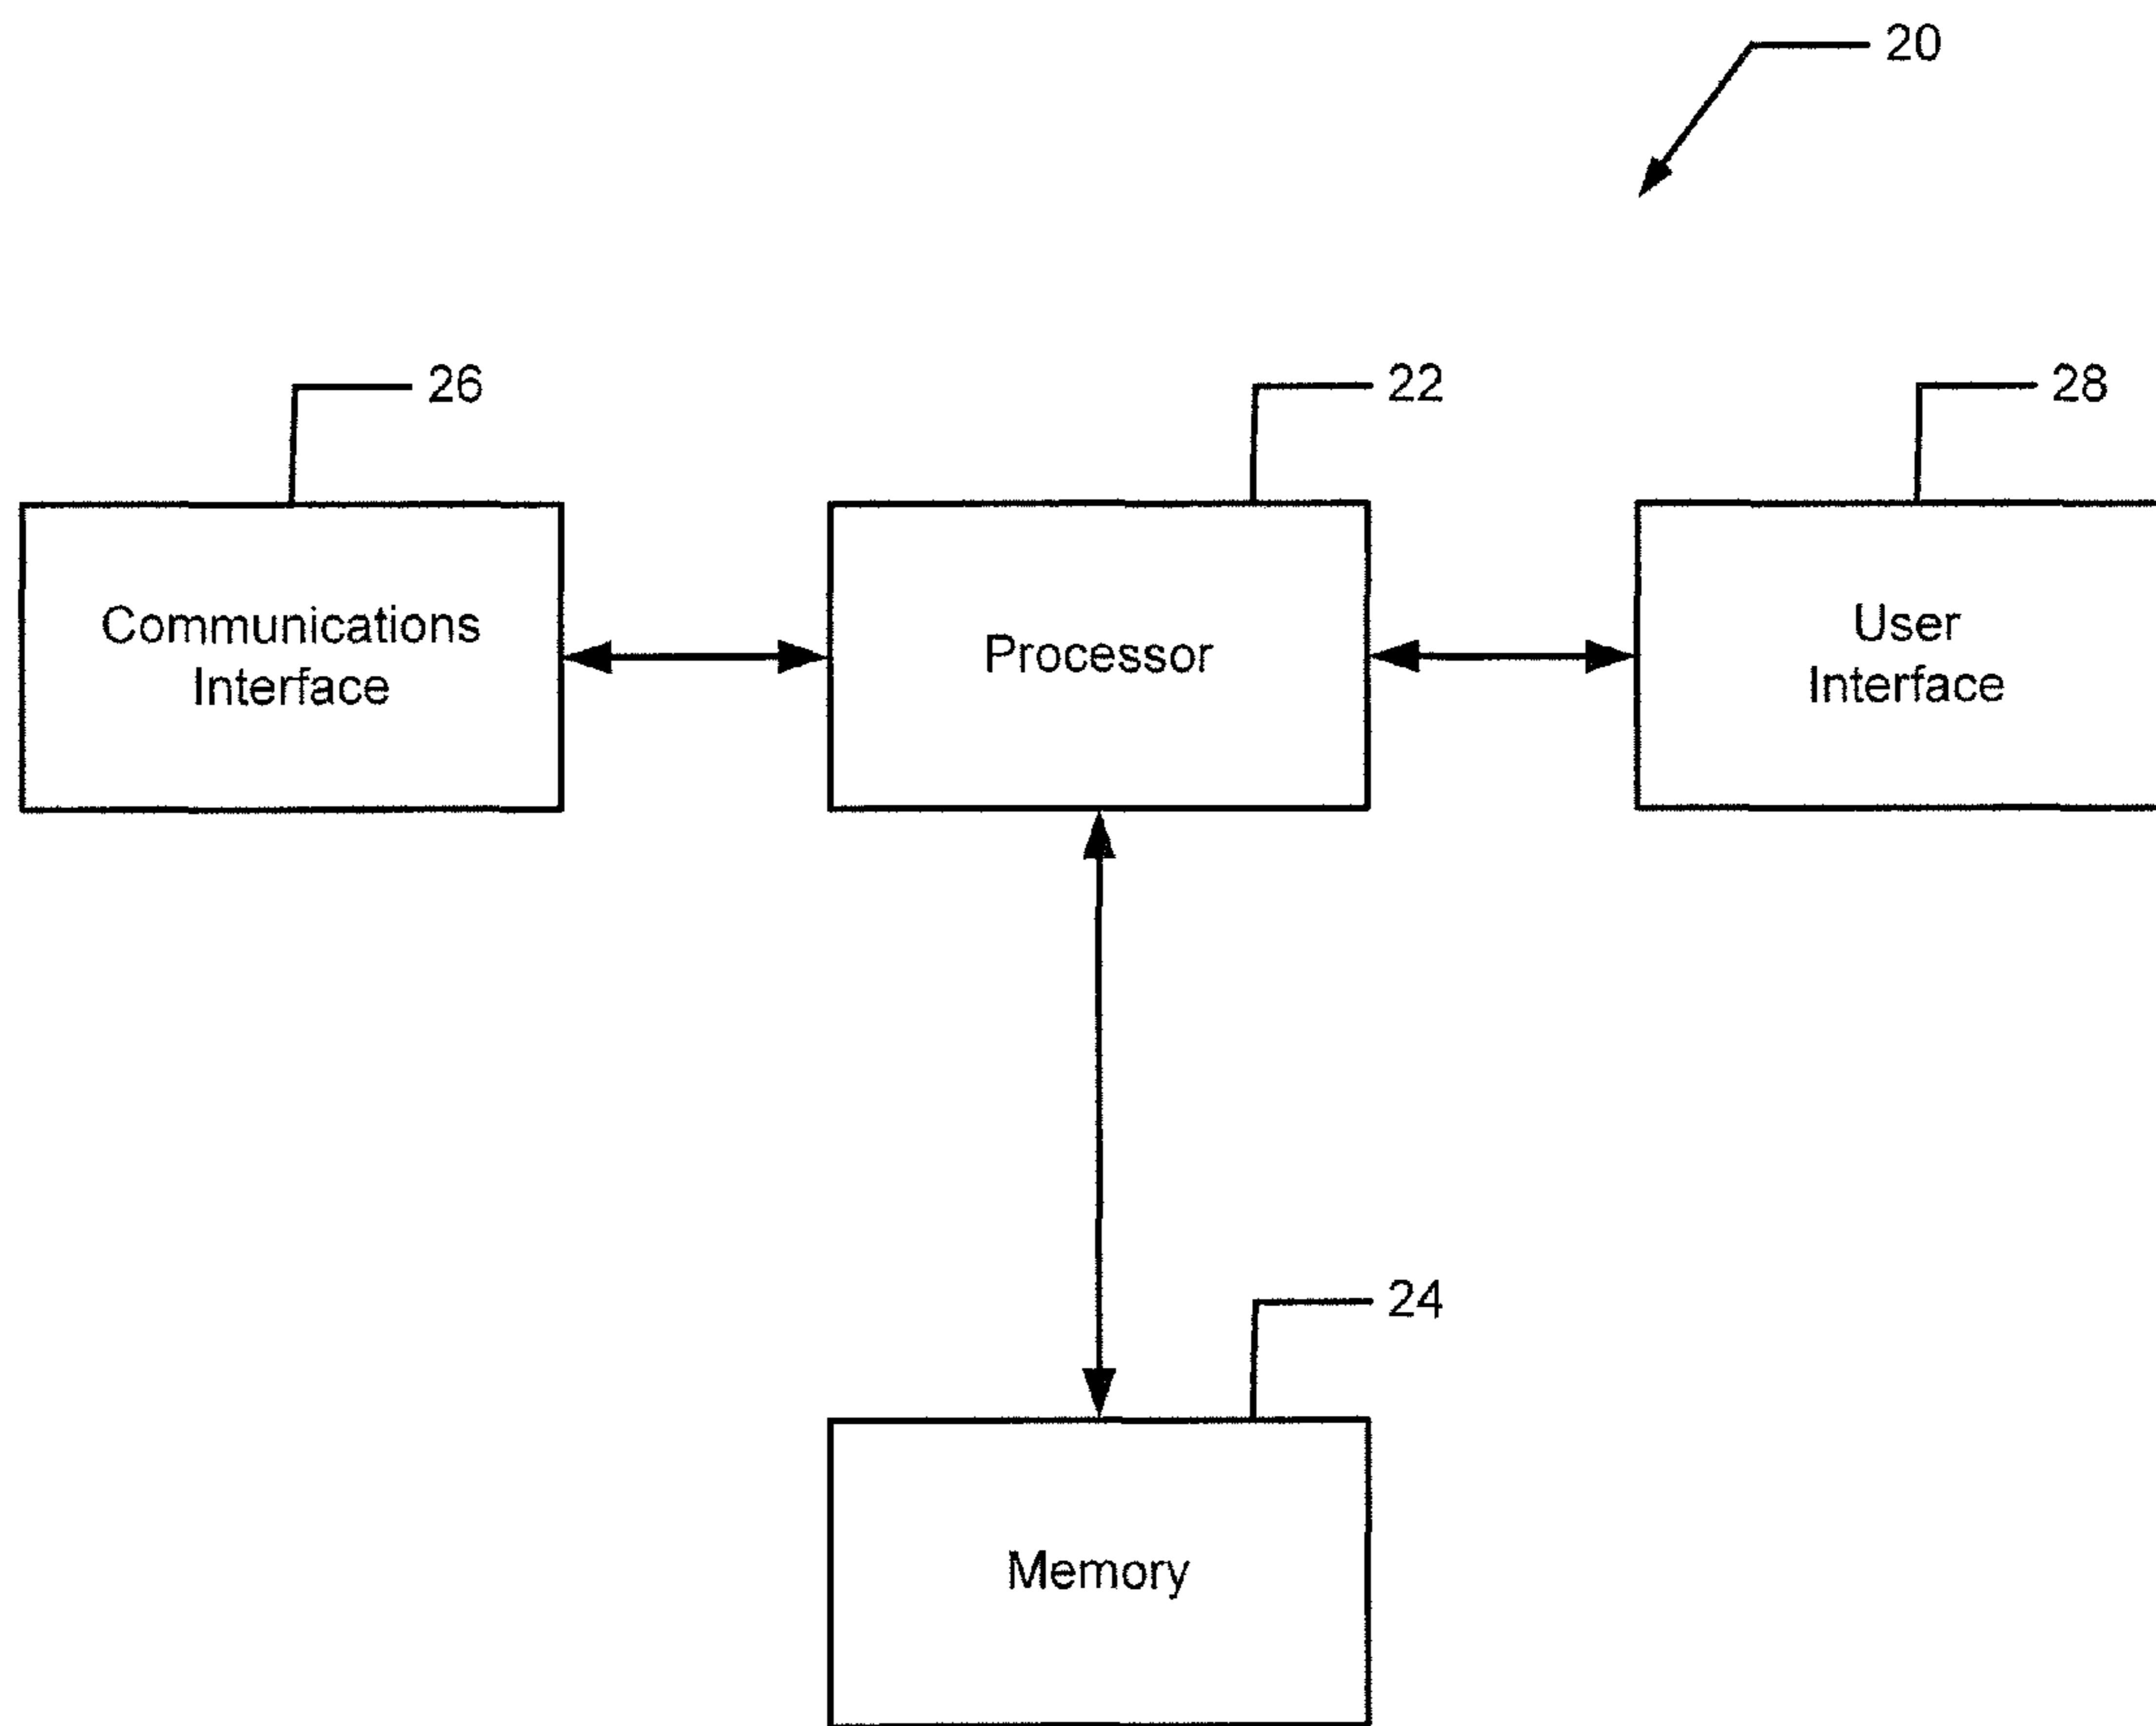 20
26
22
28
Communications
Interface
Processor
User
Interface
24
Memory